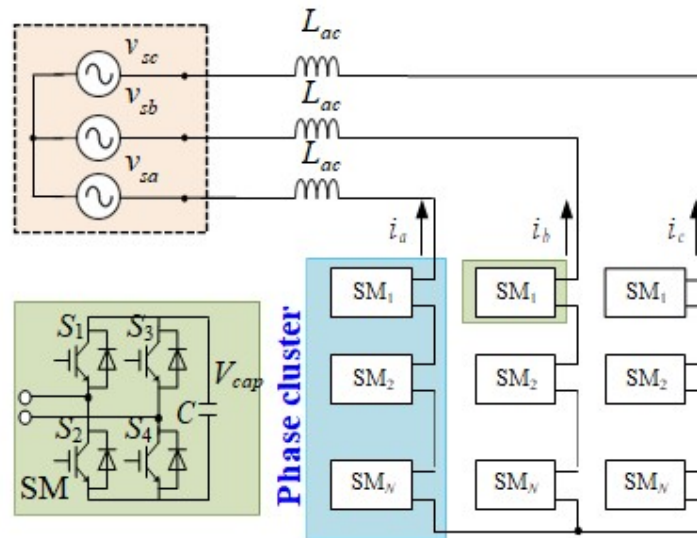 v_sc
L_ac
v_sb
L_ac
v_sa
L_ac
i_a
i_b
i_c
SM_1
SM_1
SM_1
S_1
S_3
V_cap
C
S_2
S_4
SM
Phase cluster
SM_2
SM_2
SM_2
SM_N
SM_N
SM_N